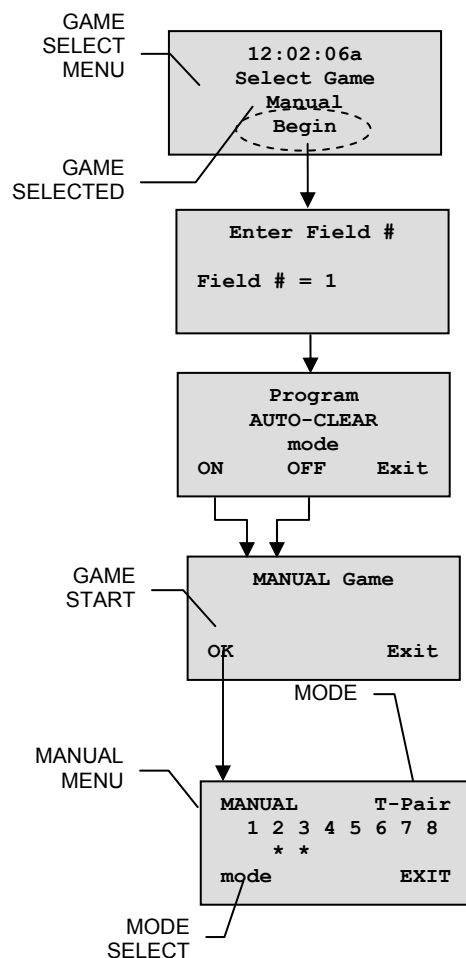 GAME
SELECT
MENU
12:02:06a
Select Game
Manual
Begin
GAME
SELECTED
Enter Field #
Field # = 1
Program
AUTO-CLEAR
mode
ON OFF Exit
GAME
START
MANUAL Game
OK Exit
MODE
MANUAL
MENU
MANUAL T-Pair
1 2 3 4 5 6 7 8
* *
mode EXIT
MODE
SELECT